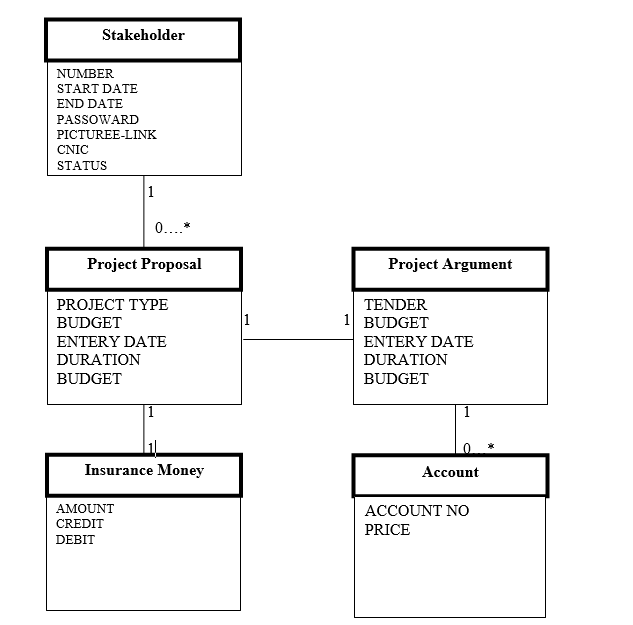 Stakeholder
NUMBER
START DATE
END DATE
PASSOWARD
PICTUREE-LINK
CNIC
STATUS
1
0....*
Project Proposal
PROJECT TYPE
BUDGET
ENTERY DATE
DURATION
BUDGET
1
1
Project Argument
TENDER
BUDGET
ENTERY DATE
DURATION
BUDGET
1
1
Insurance Money
AMOUNT
CREDIT
DEBIT
1
0...*
Account
ACCOUNT NO
PRICE